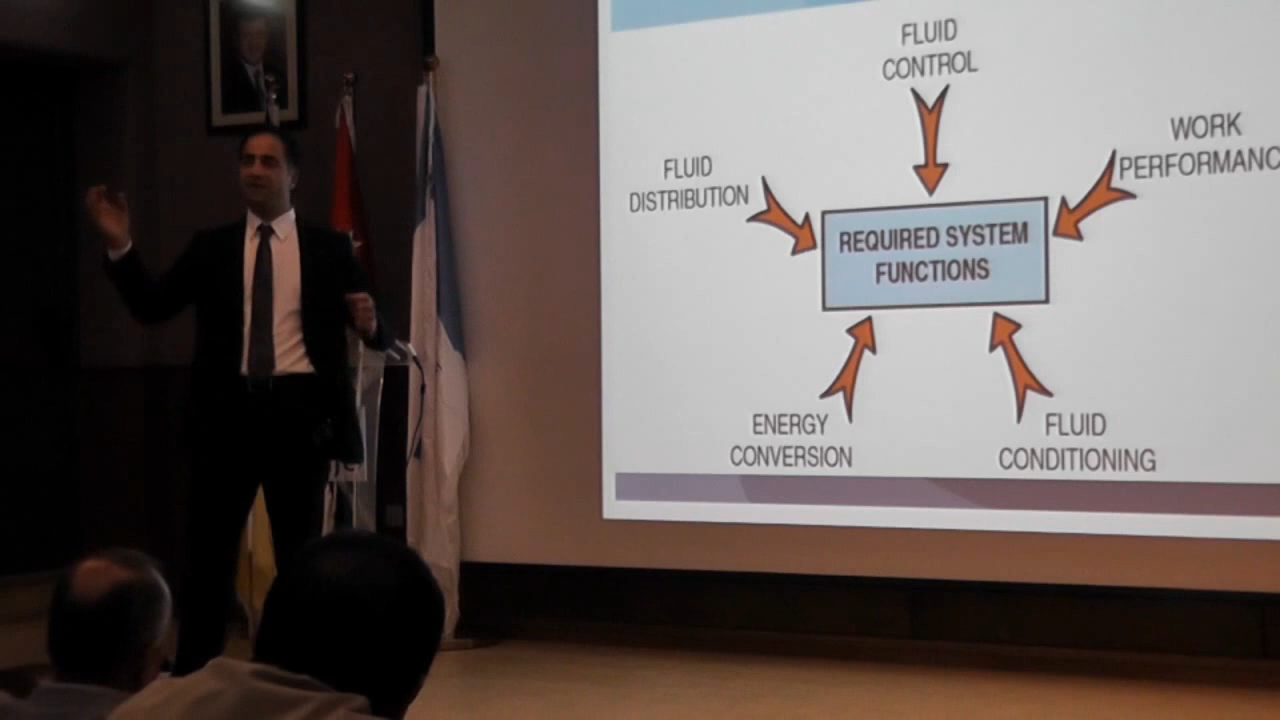 FLUID
CONTROL
WORK
PERFORMANC
FLUID
DISTRIBUTION
REQUIRED SYSTEM
FUNCTIONS
ENERGY
CONVERSION
FLUID
CONDITIONING